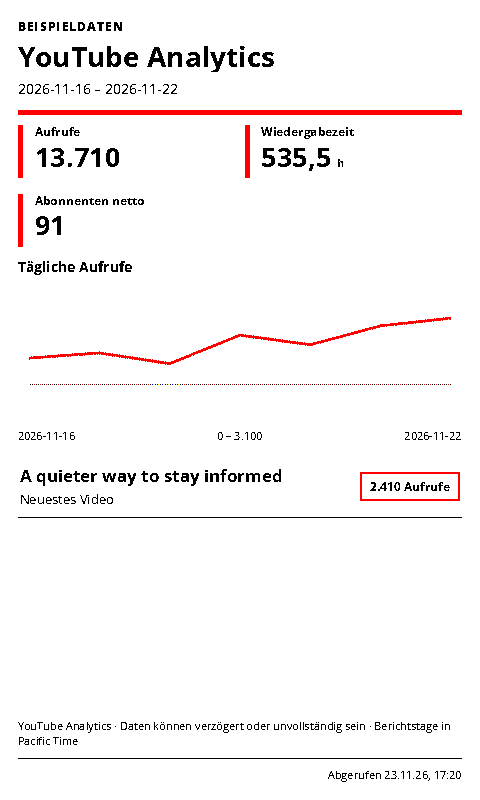 BEISPIELDATEN
YouTube Analytics
2026-11-16 – 2026-11-22
Aufrufe
13.710
Wiedergabezeit
535,5 h
Abonnenten netto
91
Tägliche Aufrufe
2026-11-16
0 – 3.100
2026-11-22
A quieter way to stay informed
Neuestes Video
2.410 Aufrufe
YouTube Analytics · Daten können verzögert oder unvollständig sein · Berichtstage in
Pacific Time
Abgerufen 23.11.26, 17:20